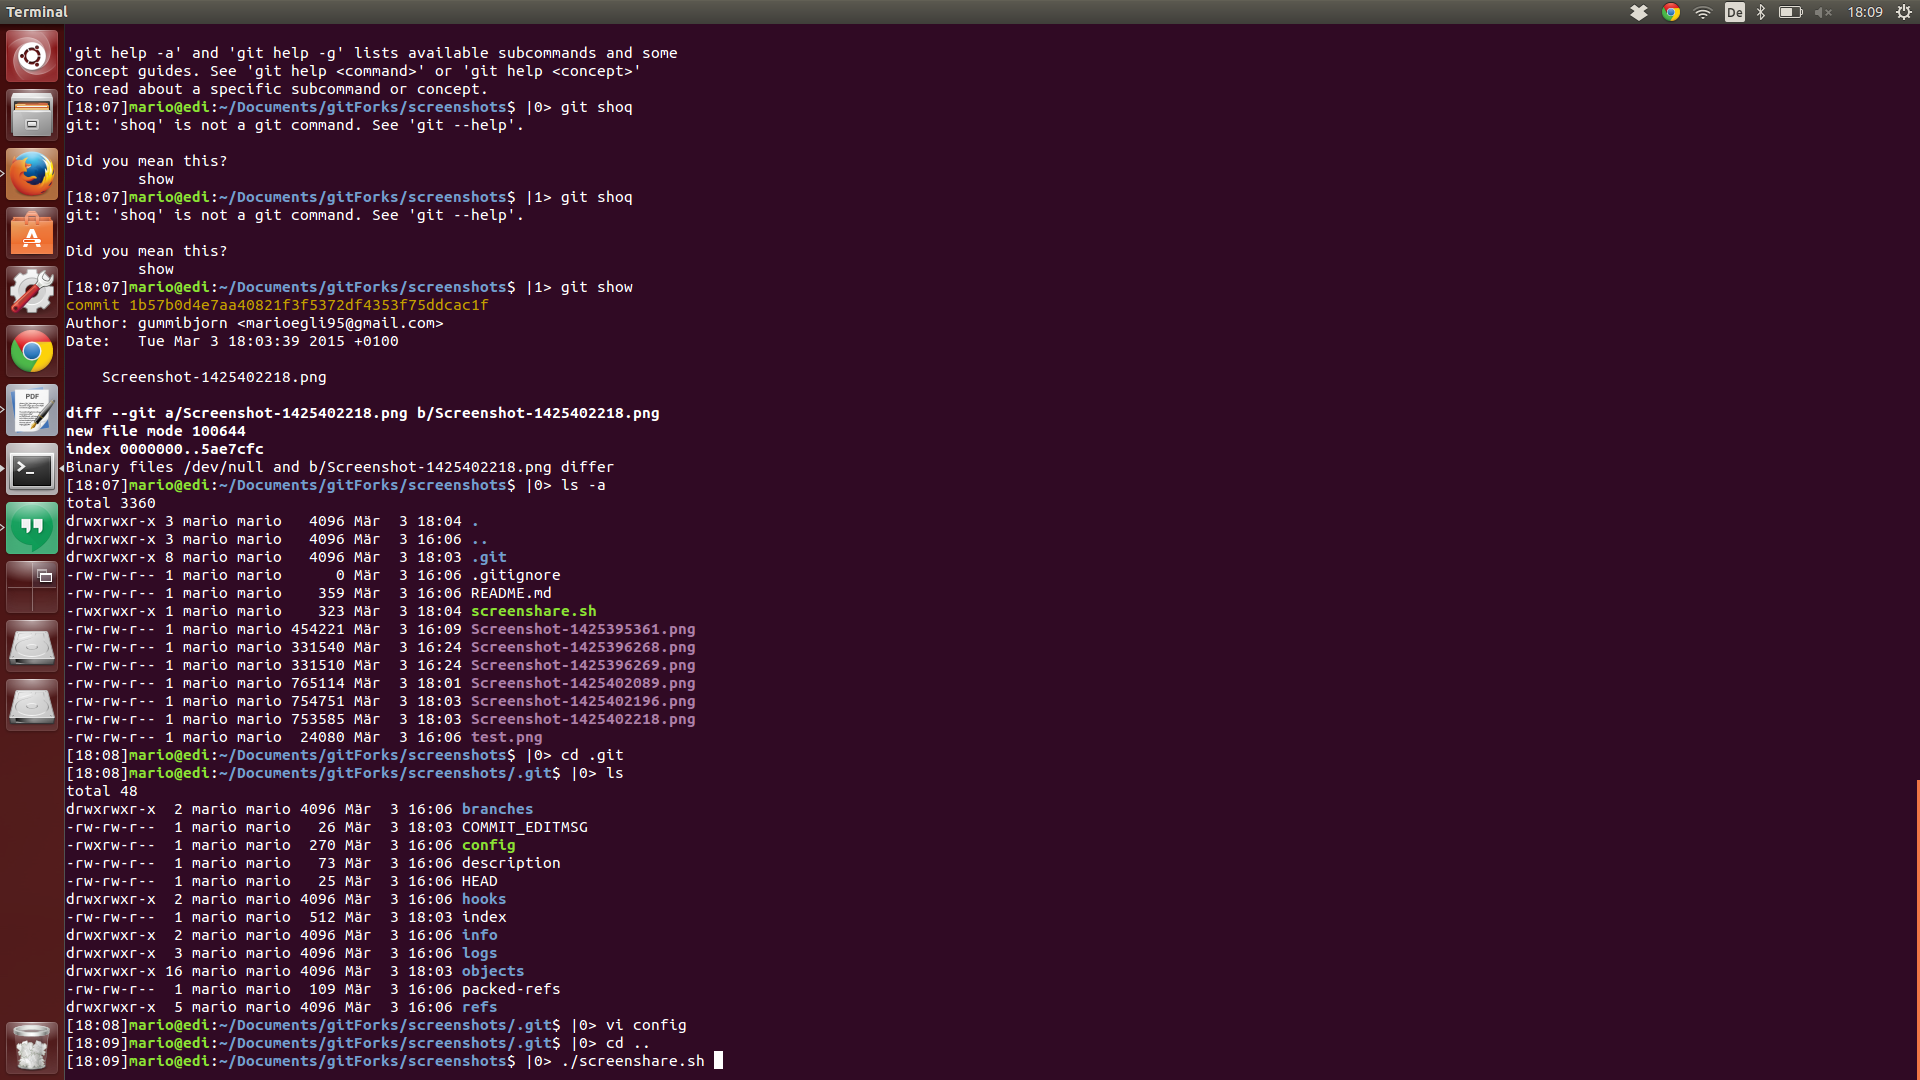 Terminal
De
18:09
'git help -a' and 'git help -g' lists available subcommands and some
concept guides. See 'git help <command>' or 'git help <concept>'
to read about a specific subcommand or concept.
[18:07]mario@edi:~/Documents/gitForks/screenshots$ |0> git shoq
git: 'shoq' is not a git command. See 'git --help'.
Did you mean this?
        show
[18:07]mario@edi:~/Documents/gitForks/screenshots$ |1> git shoq
git: 'shoq' is not a git command. See 'git --help'.
Did you mean this?
        show
[18:07]mario@edi:~/Documents/gitForks/screenshots$ |1> git show
commit 1b57b0d4e7aa40821f3f5372df4353f75ddcac1f
Author: gummibjorn <marioegli95@gmail.com>
Date:   Tue Mar 3 18:03:39 2015 +0100
    Screenshot-1425402218.png
diff --git a/Screenshot-1425402218.png b/Screenshot-1425402218.png
new file mode 100644
index 0000000..5ae7cfc
Binary files /dev/null and b/Screenshot-1425402218.png differ
[18:07]mario@edi:~/Documents/gitForks/screenshots$ |0> ls -a
total 3360
drwxrwxr-x 3 mario mario   4096 Mär  3 18:04 .
drwxrwxr-x 3 mario mario   4096 Mär  3 16:06 ..
drwxrwxr-x 8 mario mario   4096 Mär  3 18:03 .git
-rw-rw-r-- 1 mario mario      0 Mär  3 16:06 .gitignore
-rw-rw-r-- 1 mario mario    359 Mär  3 16:06 README.md
-rwxrwxr-x 1 mario mario    323 Mär  3 18:04 screenshare.sh
-rw-rw-r-- 1 mario mario 454221 Mär  3 16:09 Screenshot-1425395361.png
-rw-rw-r-- 1 mario mario 331540 Mär  3 16:24 Screenshot-1425396268.png
-rw-rw-r-- 1 mario mario 331510 Mär  3 16:24 Screenshot-1425396269.png
-rw-rw-r-- 1 mario mario 765114 Mär  3 18:01 Screenshot-1425402089.png
-rw-rw-r-- 1 mario mario 754751 Mär  3 18:03 Screenshot-1425402196.png
-rw-rw-r-- 1 mario mario 753585 Mär  3 18:03 Screenshot-1425402218.png
-rw-rw-r-- 1 mario mario  24080 Mär  3 16:06 test.png
[18:08]mario@edi:~/Documents/gitForks/screenshots$ |0> cd .git
[18:08]mario@edi:~/Documents/gitForks/screenshots/.git$ |0> ls
total 48
drwxrwxr-x  2 mario mario 4096 Mär  3 16:06 branches
-rw-rw-r--  1 mario mario   26 Mär  3 18:03 COMMIT_EDITMSG
-rw-rw-r--  1 mario mario  270 Mär  3 16:06 config
-rw-rw-r--  1 mario mario   73 Mär  3 16:06 description
-rw-rw-r--  1 mario mario   25 Mär  3 16:06 HEAD
drwxrwxr-x  2 mario mario 4096 Mär  3 16:06 hooks
-rw-rw-r--  1 mario mario  512 Mär  3 18:03 index
drwxrwxr-x  2 mario mario 4096 Mär  3 16:06 info
drwxrwxr-x  3 mario mario 4096 Mär  3 16:06 logs
drwxrwxr-x 16 mario mario 4096 Mär  3 18:03 objects
-rw-rw-r--  1 mario mario  109 Mär  3 16:06 packed-refs
drwxrwxr-x  5 mario mario 4096 Mär  3 16:06 refs
[18:08]mario@edi:~/Documents/gitForks/screenshots/.git$ |0> vi config
[18:09]mario@edi:~/Documents/gitForks/screenshots/.git$ |0> cd ..
[18:09]mario@edi:~/Documents/gitForks/screenshots$ |0> ./screenshare.sh
PDF